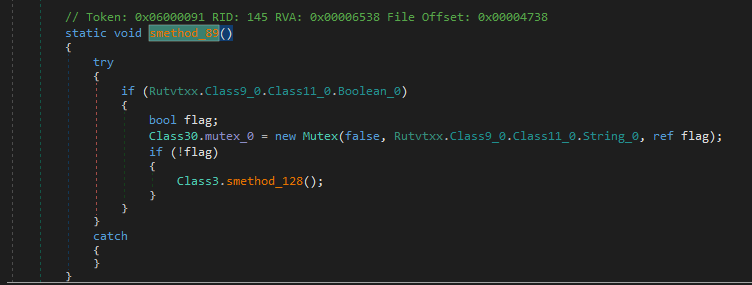 // Token: 0x06000091 RID: 145 RVA: 0x00006538 File Offset: 0x00004738
static void smethod_89()
{
try
{
if (Rutvtxx.Class9_0.Class11_0.Boolean_0)
{
bool flag;
Class30.mutex_0 = new Mutex(false, Rutvtxx.Class9_0.Class11_0.String_0, ref flag);
if (!flag)
{
Class3.smethod_128();
}
}
}
catch
{
}
}